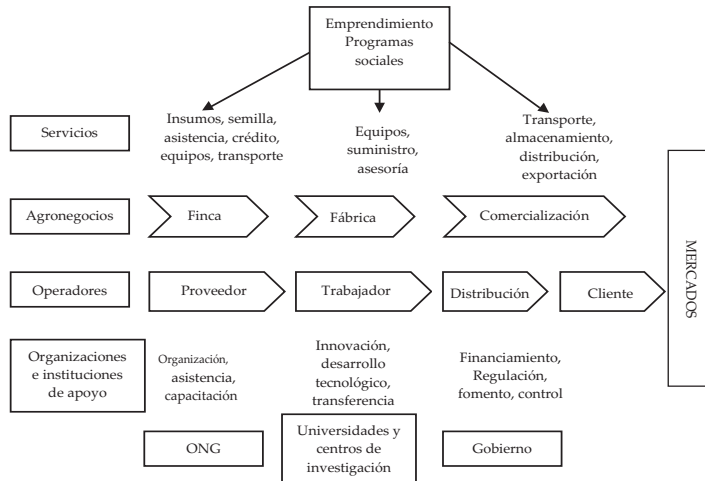 Emprendimiento
Programas
sociales
Servicios
Insumos, semilla,
asistencia, crédito,
equipos, transporte
Equipos,
suministro,
asesoría
Transporte,
almacenamiento,
distribución,
exportación
Agronegocios
Finca
Fábrica
Comercialización
Operadores
Proveedor
Trabajador
Distribución
Cliente
MERCADOS
Organizaciones
e instituciones
de apoyo
Organización,
asistencia,
capacitación
Innovación,
desarrollo
tecnológico,
transferencia
Financiamiento,
Regulación,
fomento, control
ONG
Universidades y
centros de
investigación
Gobierno